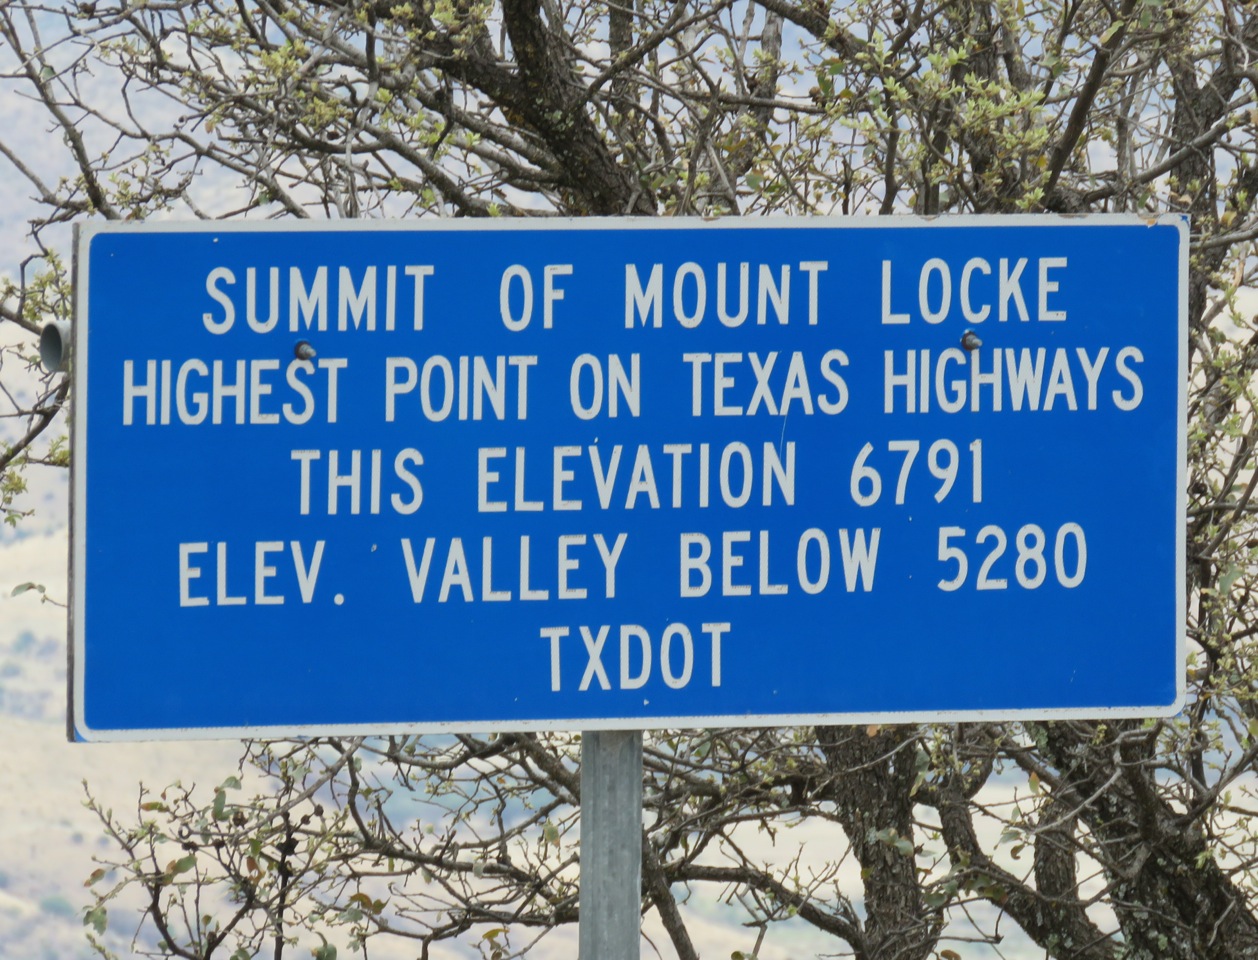 SUMMIT OF MOUNT LOCKE
HIGHEST POINT ON TEXAS HIGHWAYS
THIS ELEVATION 6791
ELEV. VALLEY BELOW 5280
TXDOT